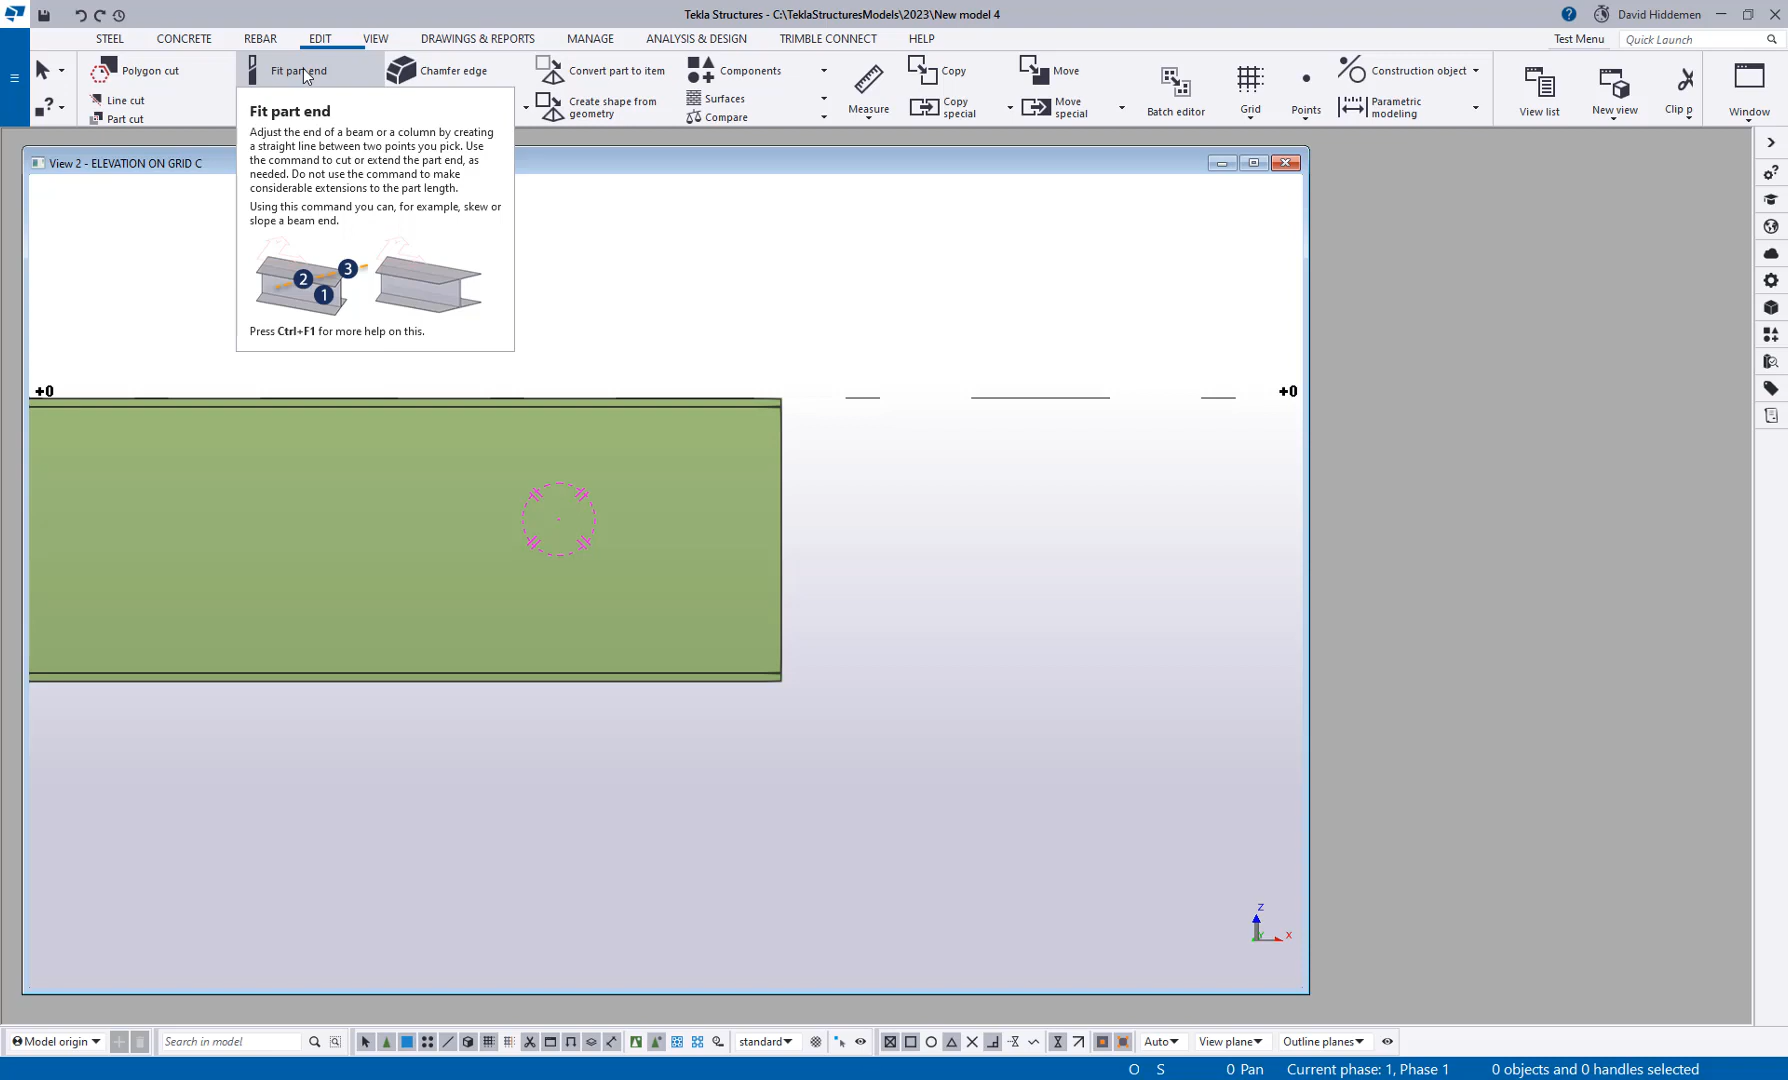 Tekla Structures - C:\TeklaStructuresModels\2023\New model 4
David Hiddemen
STEEL
CONCRETE
REBAR
EDIT
VIEW
DRAWINGS & REPORTS
MANAGE
ANALYSIS & DESIGN
TRIMBLE CONNECT
HELP
Test Menu
Quick Launch
Polygon cut
Line cut
Part cut
Fit part end
Chamfer edge
Convert part to item
Create shape from
geometry
Components
Surfaces
Compare
Measure
Copy
Copy
special
Move
Move
special
Batch editor
Grid
Points
Construction object
Parametric
modeling
View list
New view
Clip p
Window
Fit part end
Adjust the end of a beam or a column by creating
a straight line between two points you pick. Use
the command to cut or extend the part end, as
needed. Do not use the command to make
considerable extensions to the part length.
Using this command you can, for example, skew or
slope a beam end.
1
2
3
Press Ctrl+F1 for more help on this.
View 2 - ELEVATION ON GRID C
+0
+0
Z
Y
X
Model origin
Search in model
standard
Auto
View plane
Outline planes
O
S
0 Pan
Current phase: 1, Phase 1
0 objects and 0 handles selected